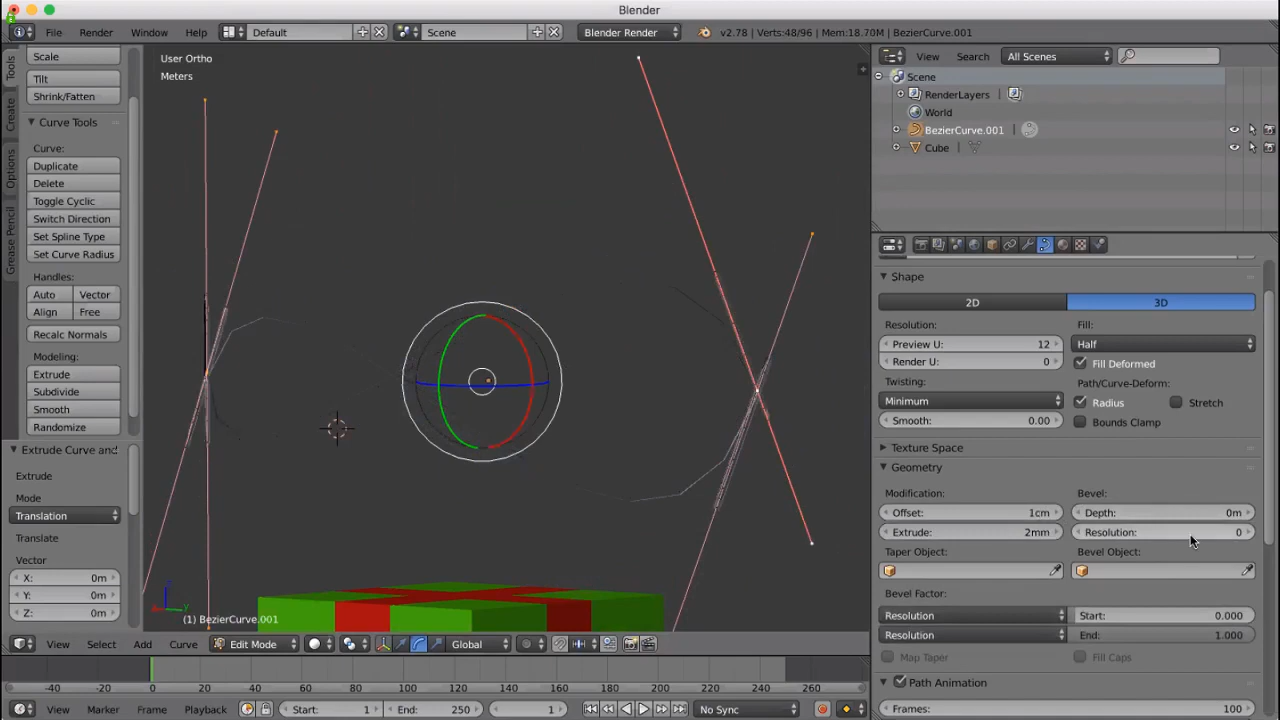 Blender
File Render Window Help Default Scene Blender Render v2.78 | Verts:48/96 | Mem:18.70M | BezierCurve.001
Tools
Create
Options
Grease Pencil
Scale
Tilt
Shrink/Fatten
Curve Tools
Curve:
Duplicate
Delete
Toggle Cyclic
Switch Direction
Set Spline Type
Set Curve Radius
Handles:
Auto Vector
Align Free
Recalc Normals
Modeling:
Extrude
Subdivide
Smooth
Randomize
Extrude Curve and
Extrude
Mode
Translation
Translate
Vector
X: 0m
Y: 0m
Z: 0m
User Ortho
Meters
z
y
(1) BezierCurve.001
View Select Add Curve Edit Mode Global
-40 -20 0 20 40 60 80 100 120 140 160 180 200 220 240 260
View Marker Frame Playback Start: 1 End: 250 1 No Sync
View Search All Scenes
Scene
RenderLayers
World
BezierCurve.001
Cube
Shape
2D 3D
Resolution: Fill:
Preview U: 12 Half
Render U: 0 Fill Deformed
Twisting: Path/Curve-Deform:
Minimum Radius Stretch
Smooth: 0.00 Bounds Clamp
Texture Space
Geometry
Modification: Bevel:
Offset: 1cm Depth: 0m
Extrude: 2mm Resolution: 0
Taper Object: Bevel Object:
Bevel Factor:
Resolution Start: 0.000
Resolution End: 1.000
Map Taper Fill Caps
Path Animation
Frames: 100